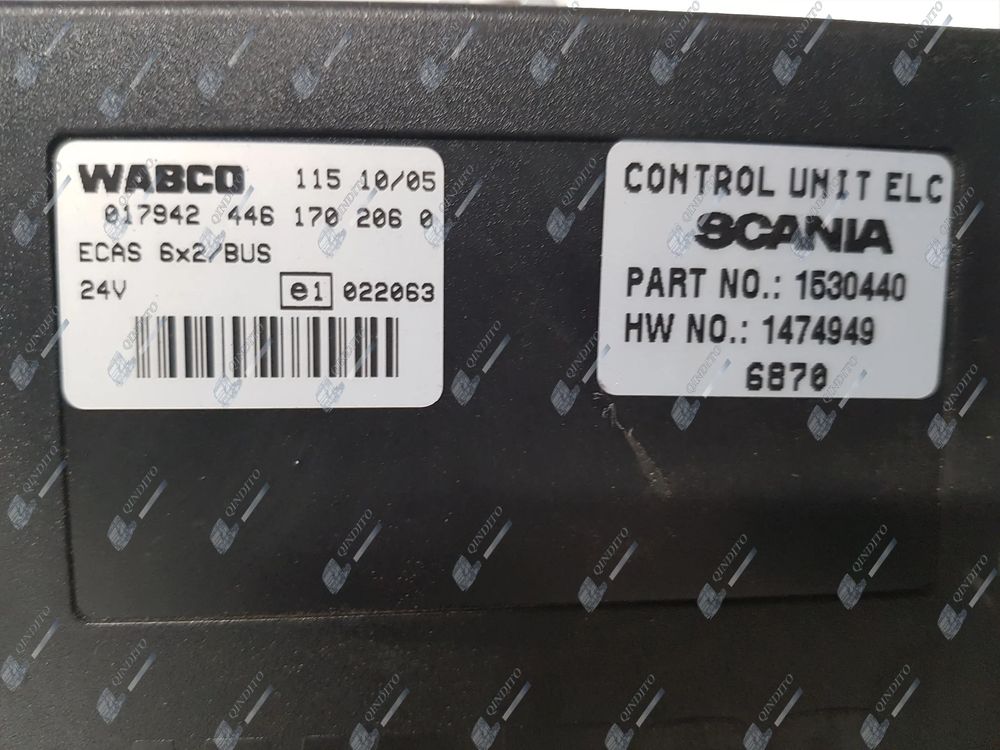 WABCO 115 10/05
017942 446 170 206 0
ECAS 6x2/BUS
24V e1 022063
CONTROL UNIT ELC
SCANIA
PART NO.: 1530440
HW NO.: 1474949
6870
QINDITO